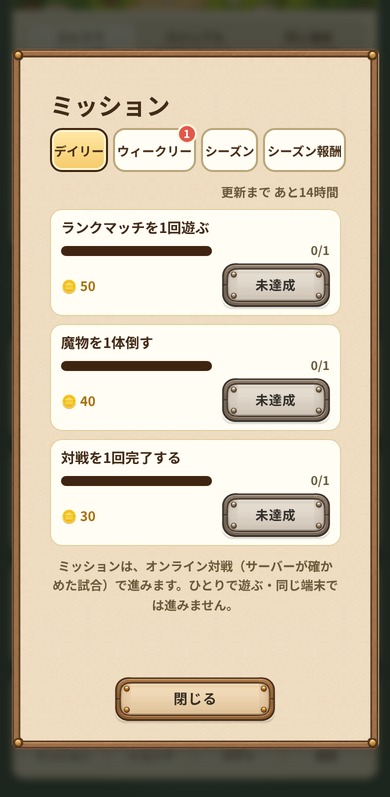 ミッション
デイリー
ウィークリー
1
シーズン
シーズン報酬
更新まで あと14時間
ランクマッチを1回遊ぶ
0/1
50
未達成
魔物を1体倒す
0/1
40
未達成
対戦を1回完了する
0/1
30
未達成
ミッションは、オンライン対戦（サーバーが確か
めた試合）で進みます。ひとりで遊ぶ・同じ端末で
は進みません。
閉じる